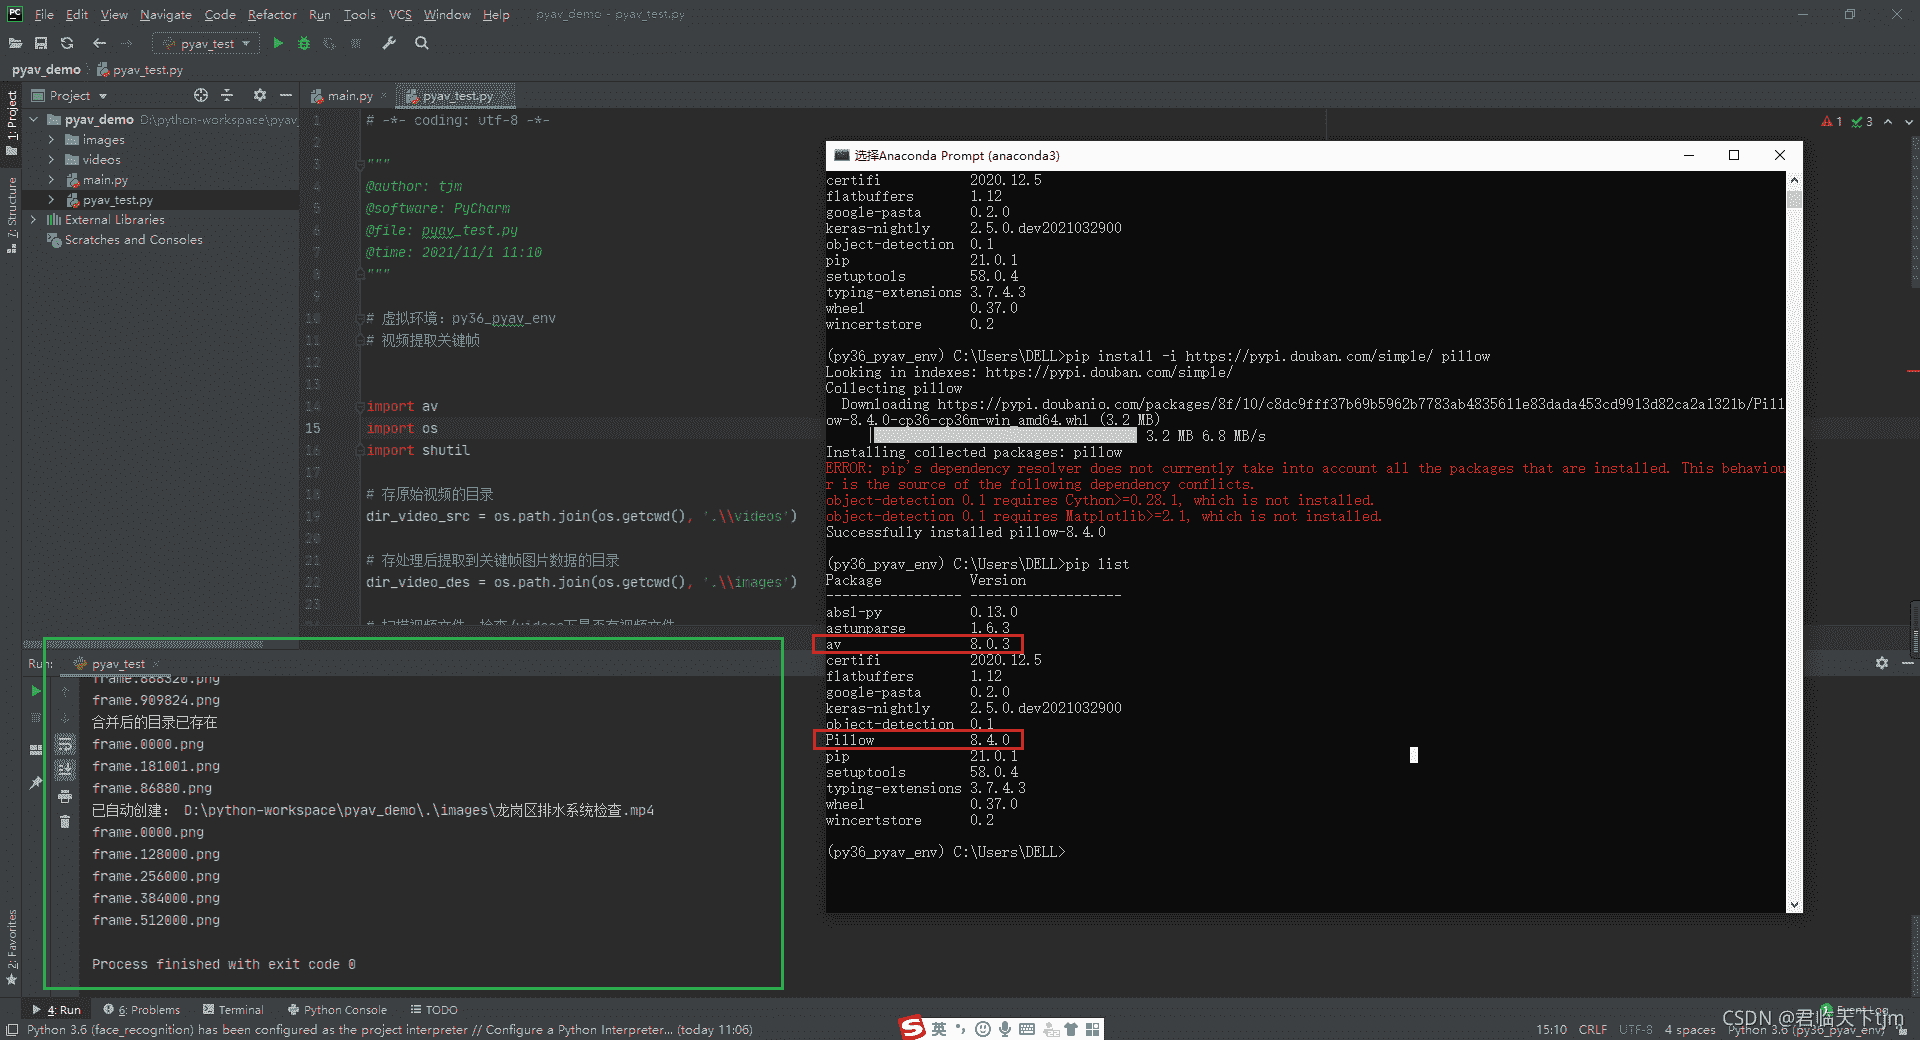 File Edit View Navigate Code Refactor Run Tools VCS Window Help pyav_demo - pyav_test.py
pyav_test
pyav_demo pyav_test.py
Project
main.py
pyav_test.py
1: Project
7: Structure
2: Favorites
pyav_demo D:\python-workspace\pyav_
images
videos
main.py
pyav_test.py
External Libraries
Scratches and Consoles
1 # -*- coding: utf-8 -*-
2
3 """
4 @author: tjm
5 @software: PyCharm
6 @file: pyav_test.py
7 @time: 2021/11/1 11:10
8 """
9
10 # 虚拟环境：py36_pyav_env
11 # 视频提取关键帧
12
13
14 import av
15 import os
16 import shutil
17
18 # 存原始视频的目录
19 dir_video_src = os.path.join(os.getcwd(), '.\\videos')
20
21 # 存处理后提取到关键帧图片数据的目录
22 dir_video_des = os.path.join(os.getcwd(), '.\\images')
23
1 3
选择Anaconda Prompt (anaconda3)
certifi 2020.12.5
flatbuffers 1.12
google-pasta 0.2.0
keras-nightly 2.5.0.dev2021032900
object-detection 0.1
pip 21.0.1
setuptools 58.0.4
typing-extensions 3.7.4.3
wheel 0.37.0
wincertstore 0.2
(py36_pyav_env) C:\Users\DELL>pip install -i https://pypi.douban.com/simple/ pillow
Looking in indexes: https://pypi.douban.com/simple/
Collecting pillow
Downloading https://pypi.doubanio.com/packages/8f/10/c8dc9fff37b69b5962b7783ab4835611e83dada453cd9913d82ca2a1321b/Pill
ow-8.4.0-cp36-cp36m-win_amd64.whl (3.2 MB)
| 3.2 MB 6.8 MB/s
Installing collected packages: pillow
ERROR: pip's dependency resolver does not currently take into account all the packages that are installed. This behaviou
r is the source of the following dependency conflicts.
object-detection 0.1 requires Cython>=0.28.1, which is not installed.
object-detection 0.1 requires Matplotlib>=2.1, which is not installed.
Successfully installed pillow-8.4.0
(py36_pyav_env) C:\Users\DELL>pip list
Package Version
----------------- -------------------
absl-py 0.13.0
astunparse 1.6.3
av 8.0.3
certifi 2020.12.5
flatbuffers 1.12
google-pasta 0.2.0
keras-nightly 2.5.0.dev2021032900
object-detection 0.1
Pillow 8.4.0
pip 21.0.1
setuptools 58.0.4
typing-extensions 3.7.4.3
wheel 0.37.0
wincertstore 0.2
(py36_pyav_env) C:\Users\DELL>
Run: pyav_test
frame.888320.png
frame.909824.png
合并后的目录已存在
frame.0000.png
frame.181001.png
frame.86880.png
已自动创建： D:\python-workspace\pyav_demo\.\images\龙岗区排水系统检查.mp4
frame.0000.png
frame.128000.png
frame.256000.png
frame.384000.png
frame.512000.png
Process finished with exit code 0
4: Run 6: Problems Terminal Python Console TODO
1 Event Log
Python 3.6 (face_recognition) has been configured as the project interpreter // Configure a Python Interpreter... (today 11:06)
英
15:10 CRLF UTF-8 4 spaces Python 3.6 (py36_pyav_env)
CSDN @君临天下tjm